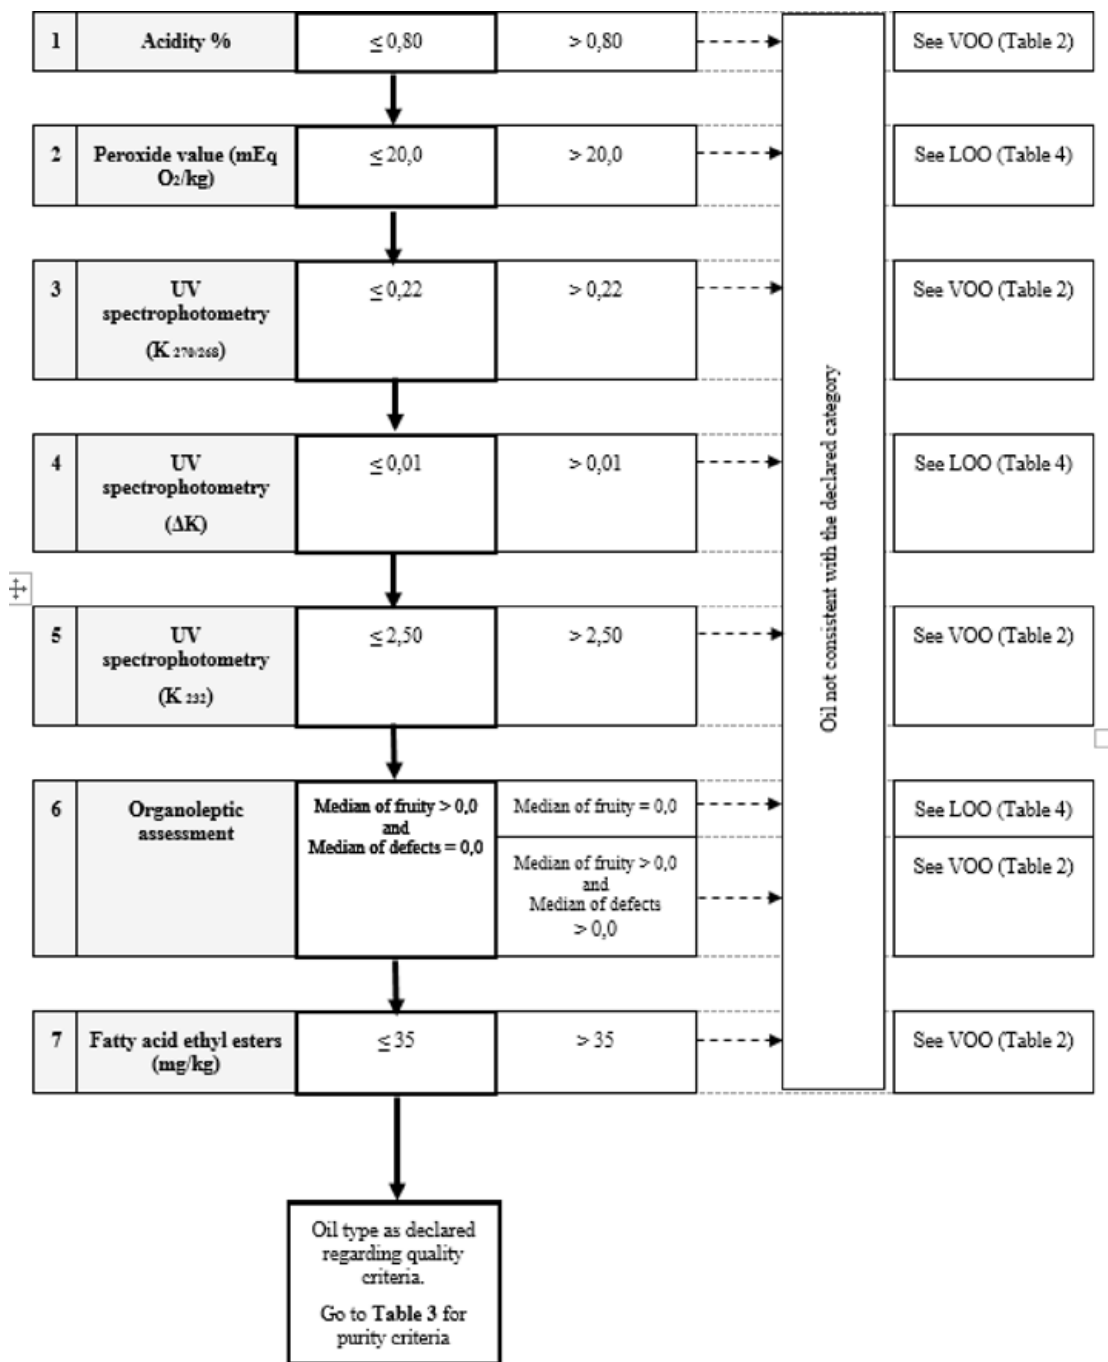 1 Acidity % ≤ 0,80 > 0,80 See VOO (Table 2)
2 Peroxide value (mEq ≤ 20,0 > 20,0 See LOO (Table 4)
O2/kg)
3 UV ≤ 0,22 > 0,22 See VOO (Table 2)
spectrophotometry
(K 270/268)
4 UV ≤ 0,01 > 0,01 See LOO (Table 4)
spectrophotometry
(ΔK)
5 UV ≤ 2,50 > 2,50 See VOO (Table 2)
spectrophotometry
(K 232)
6 Organoleptic
assessment
Median of fruity > 0,0
and
Median of defects = 0,0
Median of fruity = 0,0
See LOO (Table 4)
Median of fruity > 0,0
and
Median of defects
> 0,0
See VOO (Table 2)
7 Fatty acid ethyl esters ≤ 35 > 35 See VOO (Table 2)
(mg/kg)
Oil not consistent with the declared category
Oil type as declared
regarding quality
criteria.
Go to Table 3 for
purity criteria